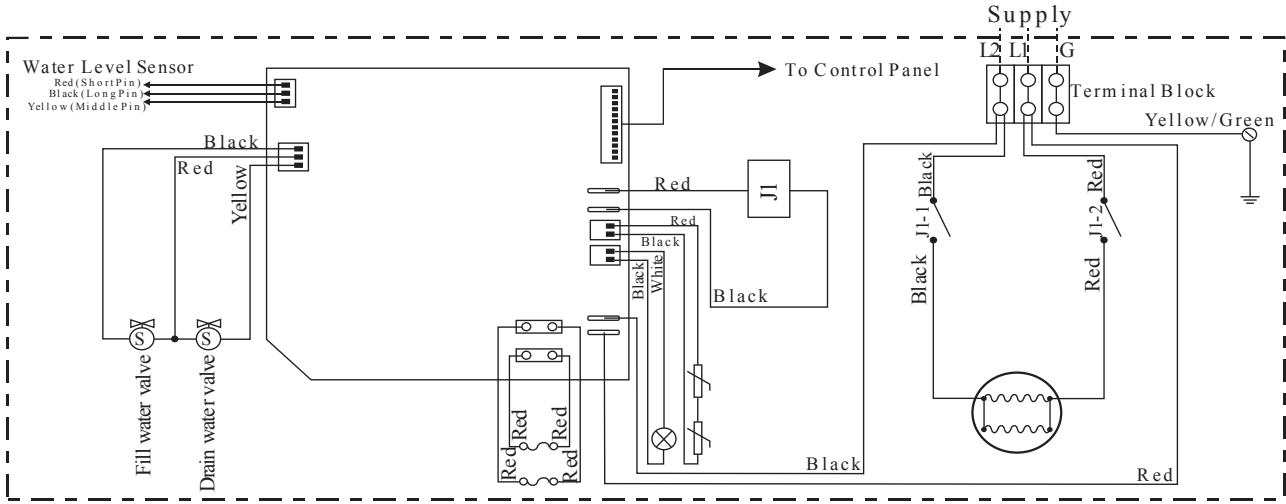 Supply
L2 L1 G
Water Level Sensor
Red(ShortPin)
Black(LongPin)
Yellow(MiddlePin)
To Control Panel
Terminal Block
Yellow/Green
Black
Red
Yellow
Red
J1
Red
Black
Black
White
Black
Black
J1-1
Black
Red
J1-2
Red
S
S
Fill water valve
Drain water valve
Red
Red
Red
Red
Black
Red